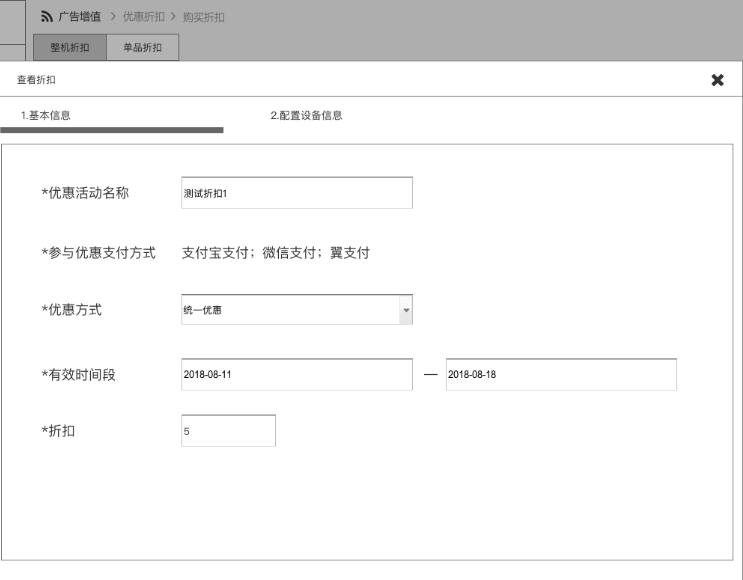 广告增值 > 优惠折扣 > 购买折扣
整机折扣 单品折扣
查看折扣
1.基本信息 2.配置设备信息
*优惠活动名称 测试折扣1
*参与优惠支付方式 支付宝支付；微信支付；翼支付
*优惠方式 统一优惠
*有效时间段 2018-08-11 — 2018-08-18
*折扣 5